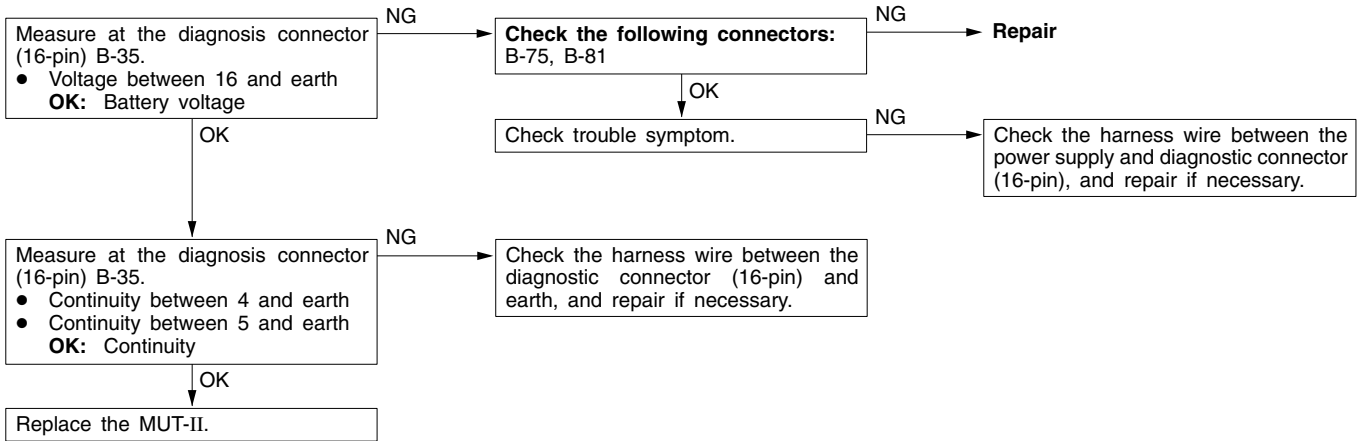 Measure at the diagnosis connector
(16-pin) B-35.
● Voltage between 16 and earth
OK: Battery voltage
NG
Check the following connectors:
B-75, B-81
NG
Repair
OK
Check trouble symptom.
NG
Check the harness wire between the
power supply and diagnostic connector
(16-pin), and repair if necessary.
OK
Measure at the diagnosis connector
(16-pin) B-35.
● Continuity between 4 and earth
● Continuity between 5 and earth
OK: Continuity
NG
Check the harness wire between the
diagnostic connector (16-pin) and
earth, and repair if necessary.
OK
Replace the MUT-II.